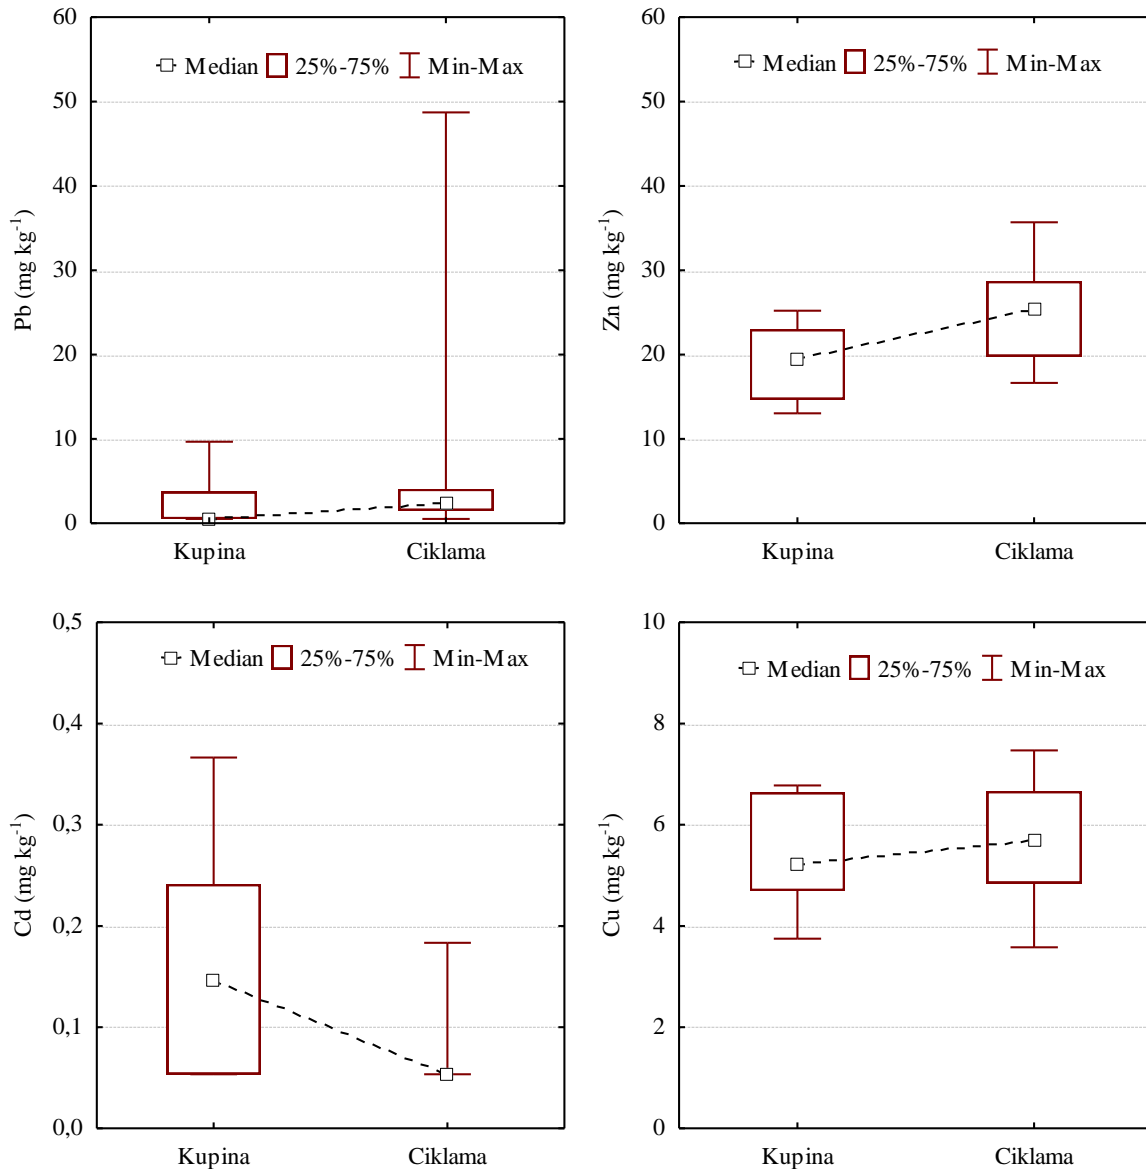 Pb (mg kg⁻¹)
60
50
40
30
20
10
0
Median 25%-75% Min-Max
Kupina Ciklama
Zn (mg kg⁻¹)
60
50
40
30
20
10
0
Median 25%-75% Min-Max
Kupina Ciklama
Cd (mg kg⁻¹)
0,5
0,4
0,3
0,2
0,1
0,0
Median 25%-75% Min-Max
Kupina Ciklama
Cu (mg kg⁻¹)
10
8
6
4
2
0
Median 25%-75% Min-Max
Kupina Ciklama